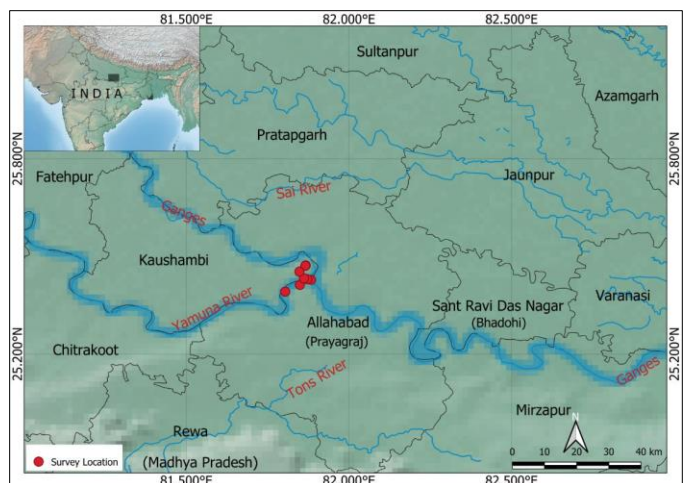 81.500°N
82.000°N
82.500°N
INDIA
Sultanpur
Azamgarh
Pratapgarh
25.800°N
25.800°N
Fatehpur
Jaunpur
Sai River
Ganges
Kaushambi
Varanasi
Sant Ravi Das Nagar
(Bhadohi)
Yamuna River
Allahabad
(Prayagraj)
Chitrakoot
25.200°N
25.200°N
Ganges
Tons River
Mirzapur
N
Rewa
(Madhya Pradesh)
Survey Location
0 10 20 30 40 km
81.500°N
82.000°N
82.500°N